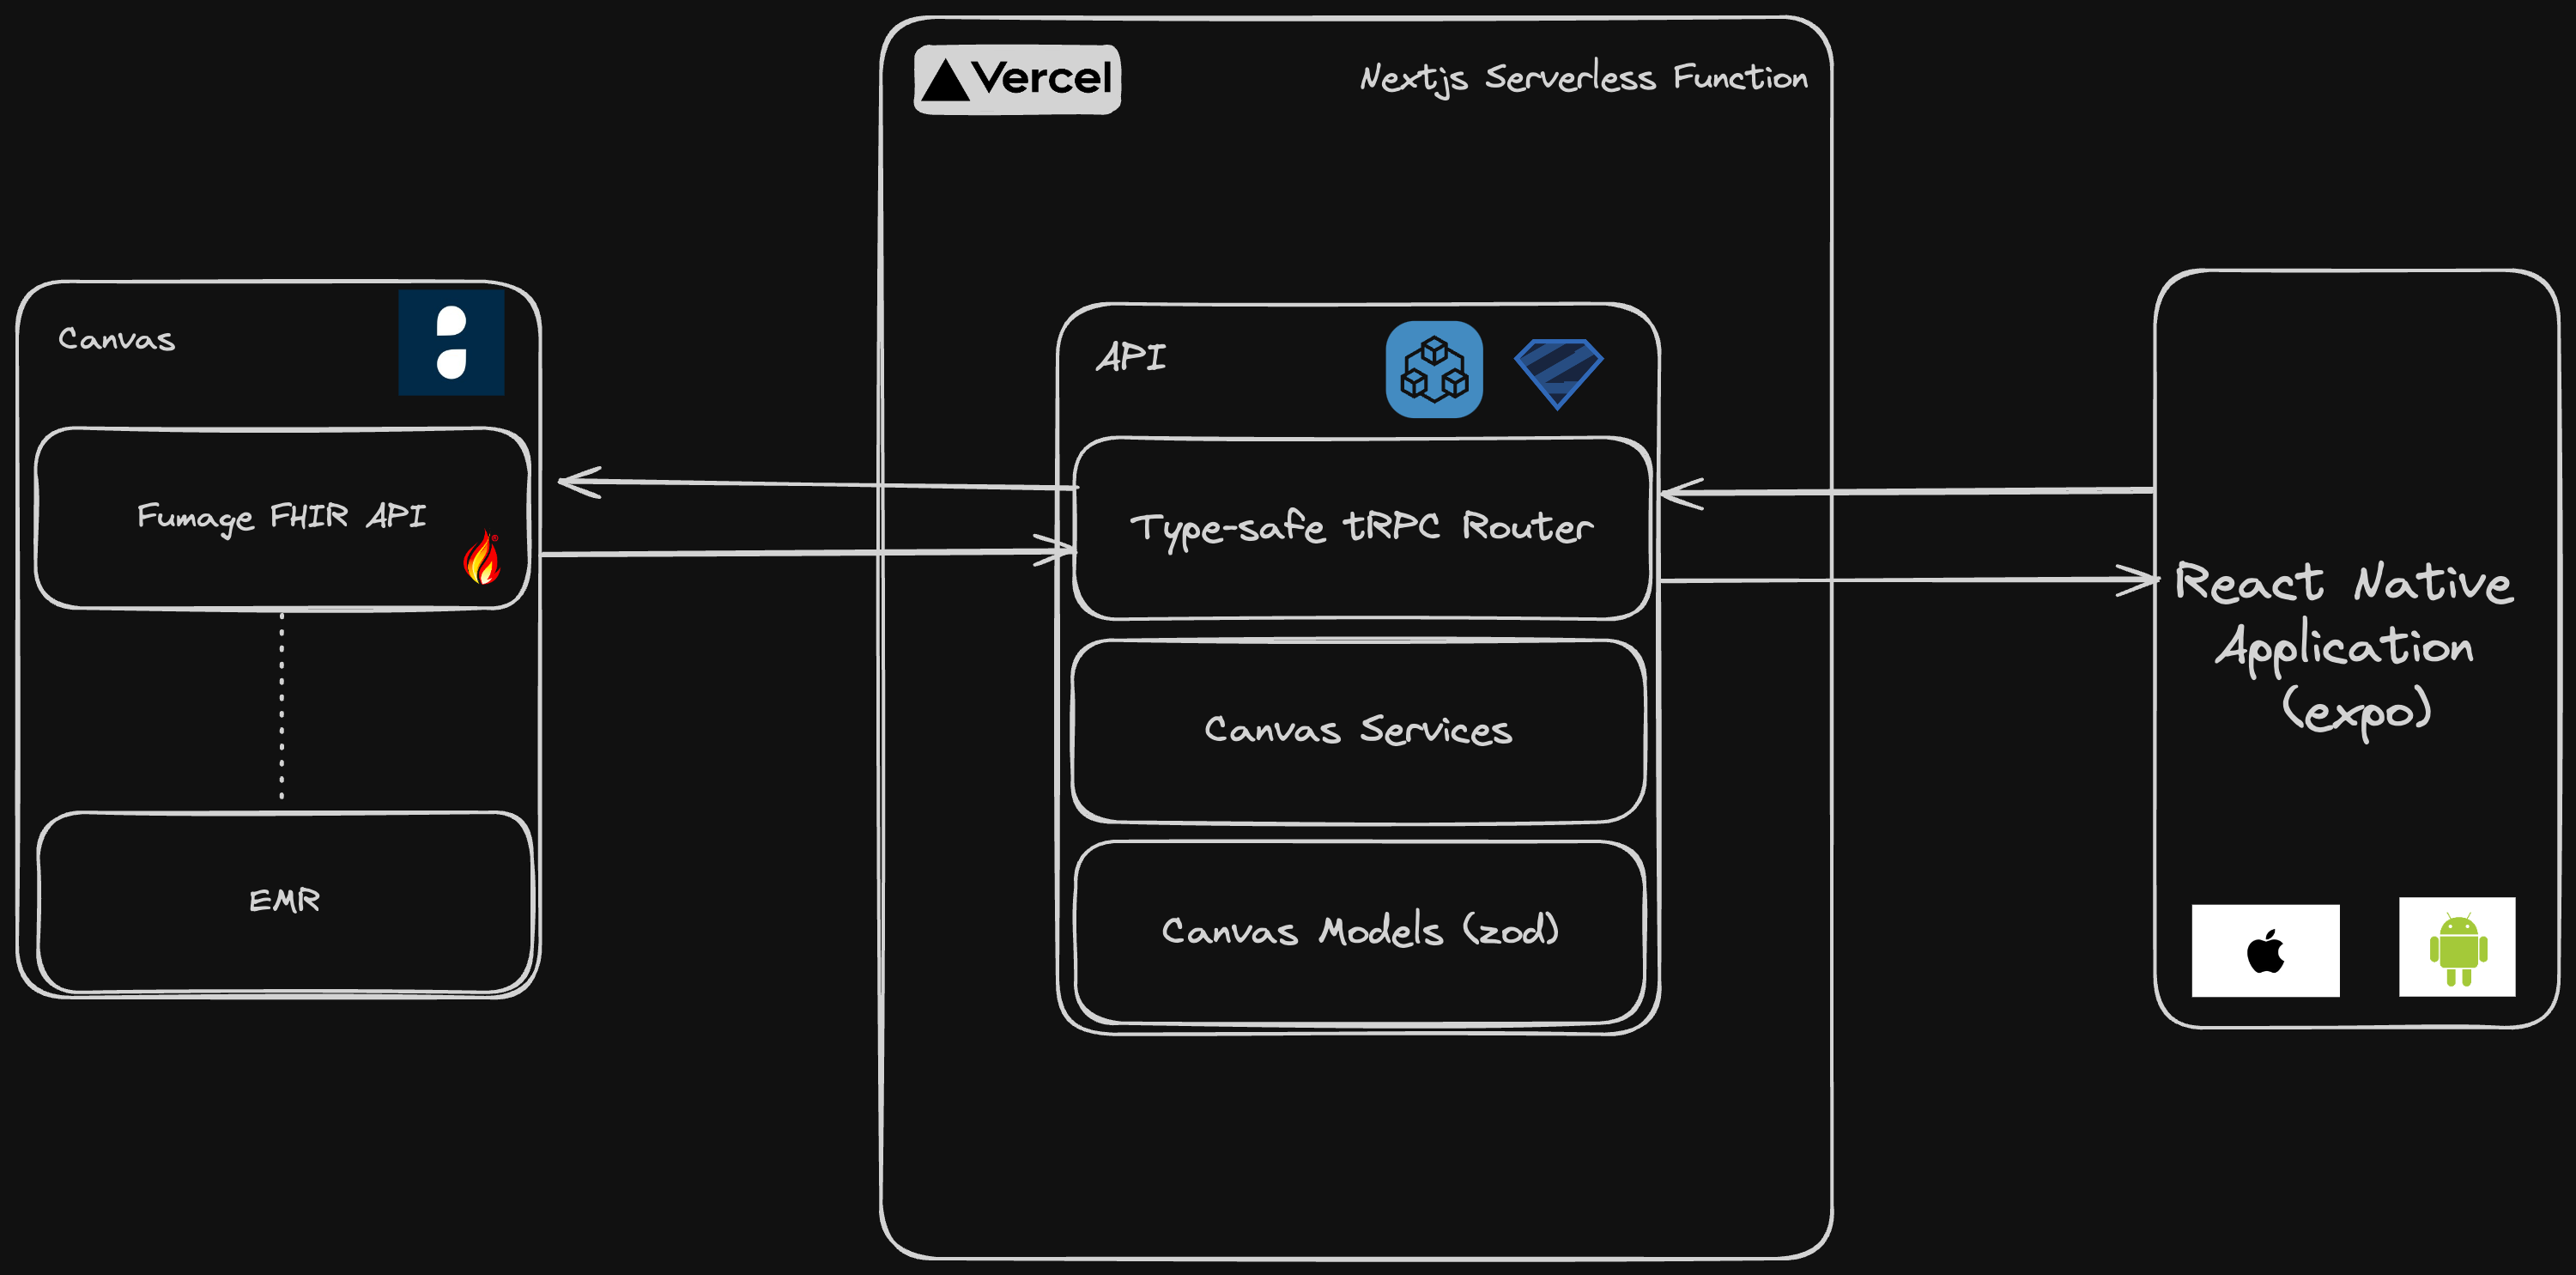 Vercel
Nextjs Serverless Function
Canvas
Fumage FHIR API
EMR
API
Type-safe tRPC Router
Canvas Services
Canvas Models (zod)
React Native
Application
(expo)